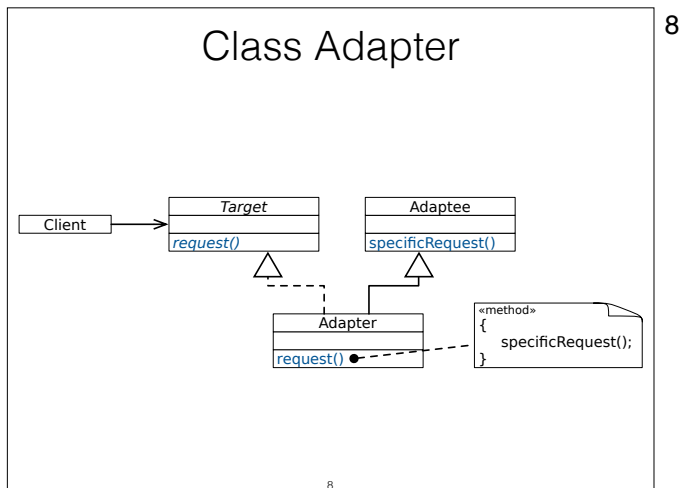 Class Adapter
8
Client
Target
request()
Adaptee
specificRequest()
Adapter
request()
«method»
{
specificRequest();
}
8